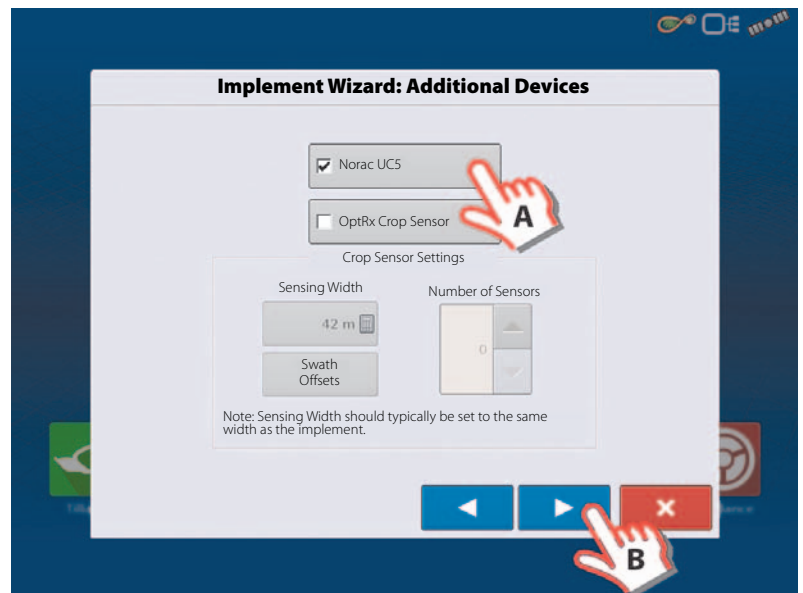 Implement Wizard: Additional Devices
Norac UC5
A
OptRx Crop Sensor
Crop Sensor Settings
Sensing Width
Number of Sensors
42 m
0
Swath
Offsets
Note: Sensing Width should typically be set to the same
width as the implement.
B